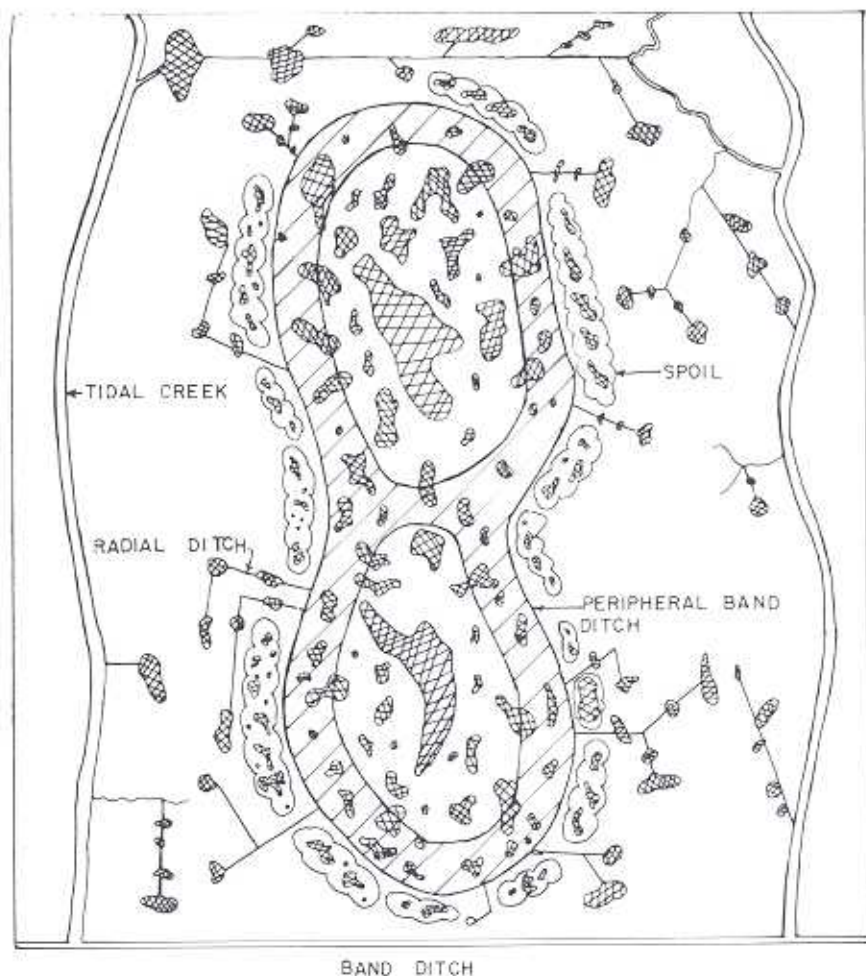 SPOIL
TIDAL CREEK
RADIAL DITCH
PERIPHERAL BAND
DITCH
BAND DITCH